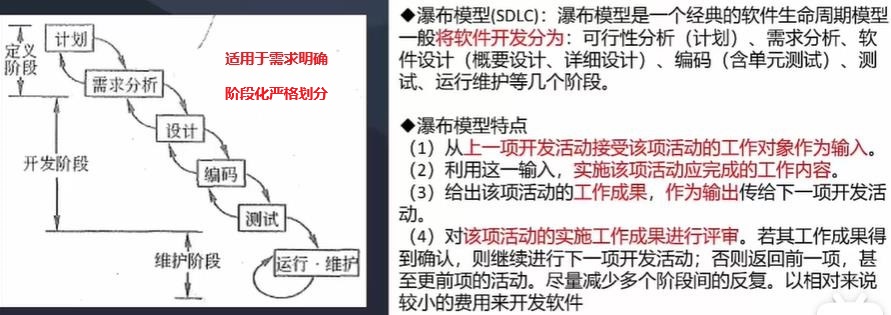 定义
阶段
计划
适用于需求明确
需求分析
阶段化严格划分
设计
开发阶段
编码
测试
维护阶段
运行·维护
◆瀑布模型(SDLC)：瀑布模型是一个经典的软件生命周期模型
一般将软件开发分为：可行性分析（计划）、需求分析、软
件设计（概要设计、详细设计）、编码（含单元测试）、测
试、运行维护等几个阶段。
◆瀑布模型特点
（1）从上一项开发活动接受该项活动的工作对象作为输入。
（2）利用这一输入，实施该项活动应完成的工作内容。
（3）给出该项活动的工作成果，作为输出传给下一项开发活
动。
（4）对该项活动的实施工作成果进行评审。若其工作成果得
到确认，则继续进行下一项开发活动；否则返回前一项，甚
至更前项的活动。尽量减少多个阶段间的反复。以相对来说
较小的费用来开发软件